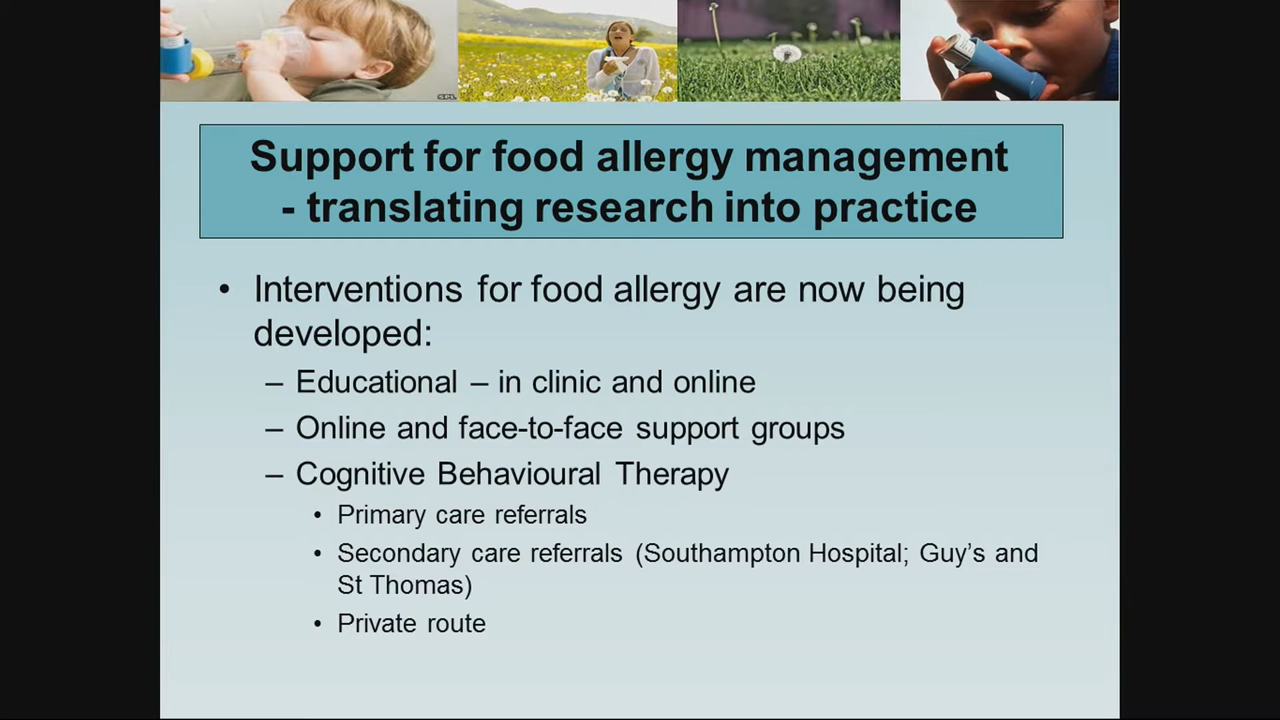 SPL
Support for food allergy management
- translating research into practice
• Interventions for food allergy are now being
developed:
– Educational – in clinic and online
– Online and face-to-face support groups
– Cognitive Behavioural Therapy
• Primary care referrals
• Secondary care referrals (Southampton Hospital; Guy’s and
St Thomas)
• Private route